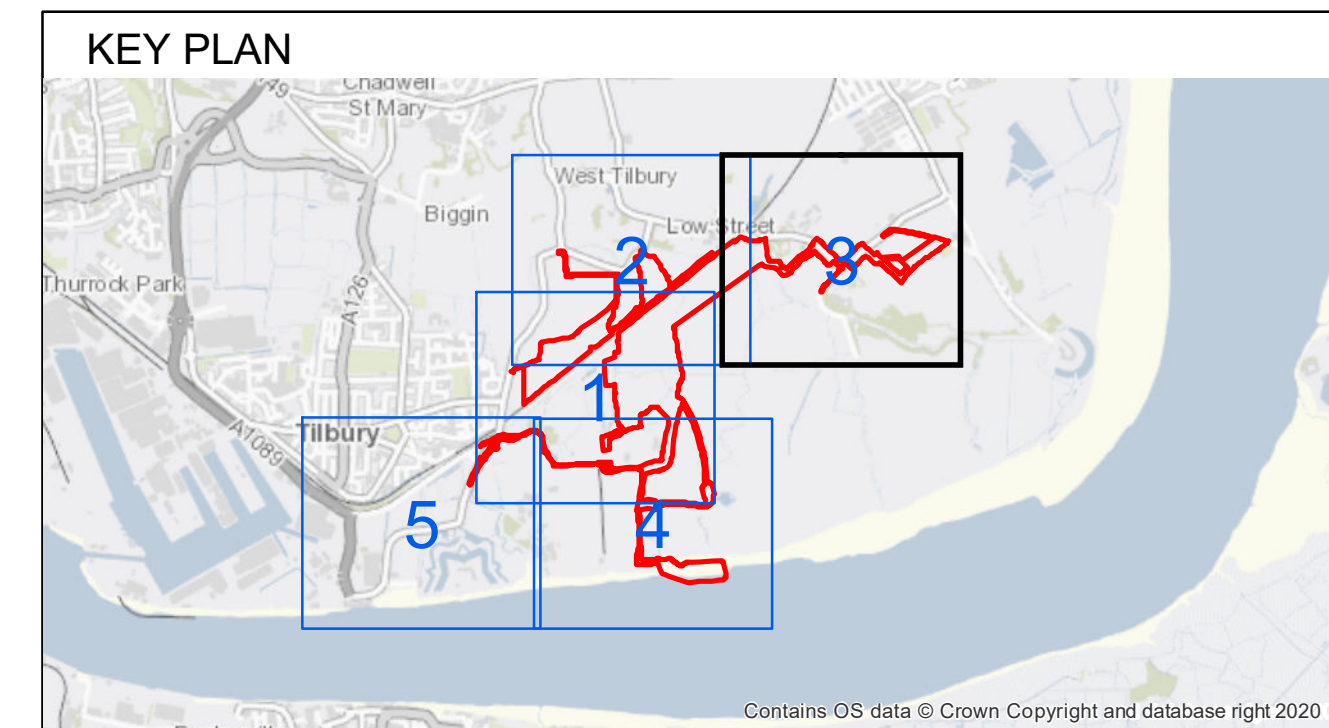 KEY PLAN
49
Chadwell
St Mary
West Tilbury
Biggin
Low Street
2
3
Thurrock Park
A126
1
A1089
Tilbury
5
4
Contains OS data © Crown Copyright and database right 2020